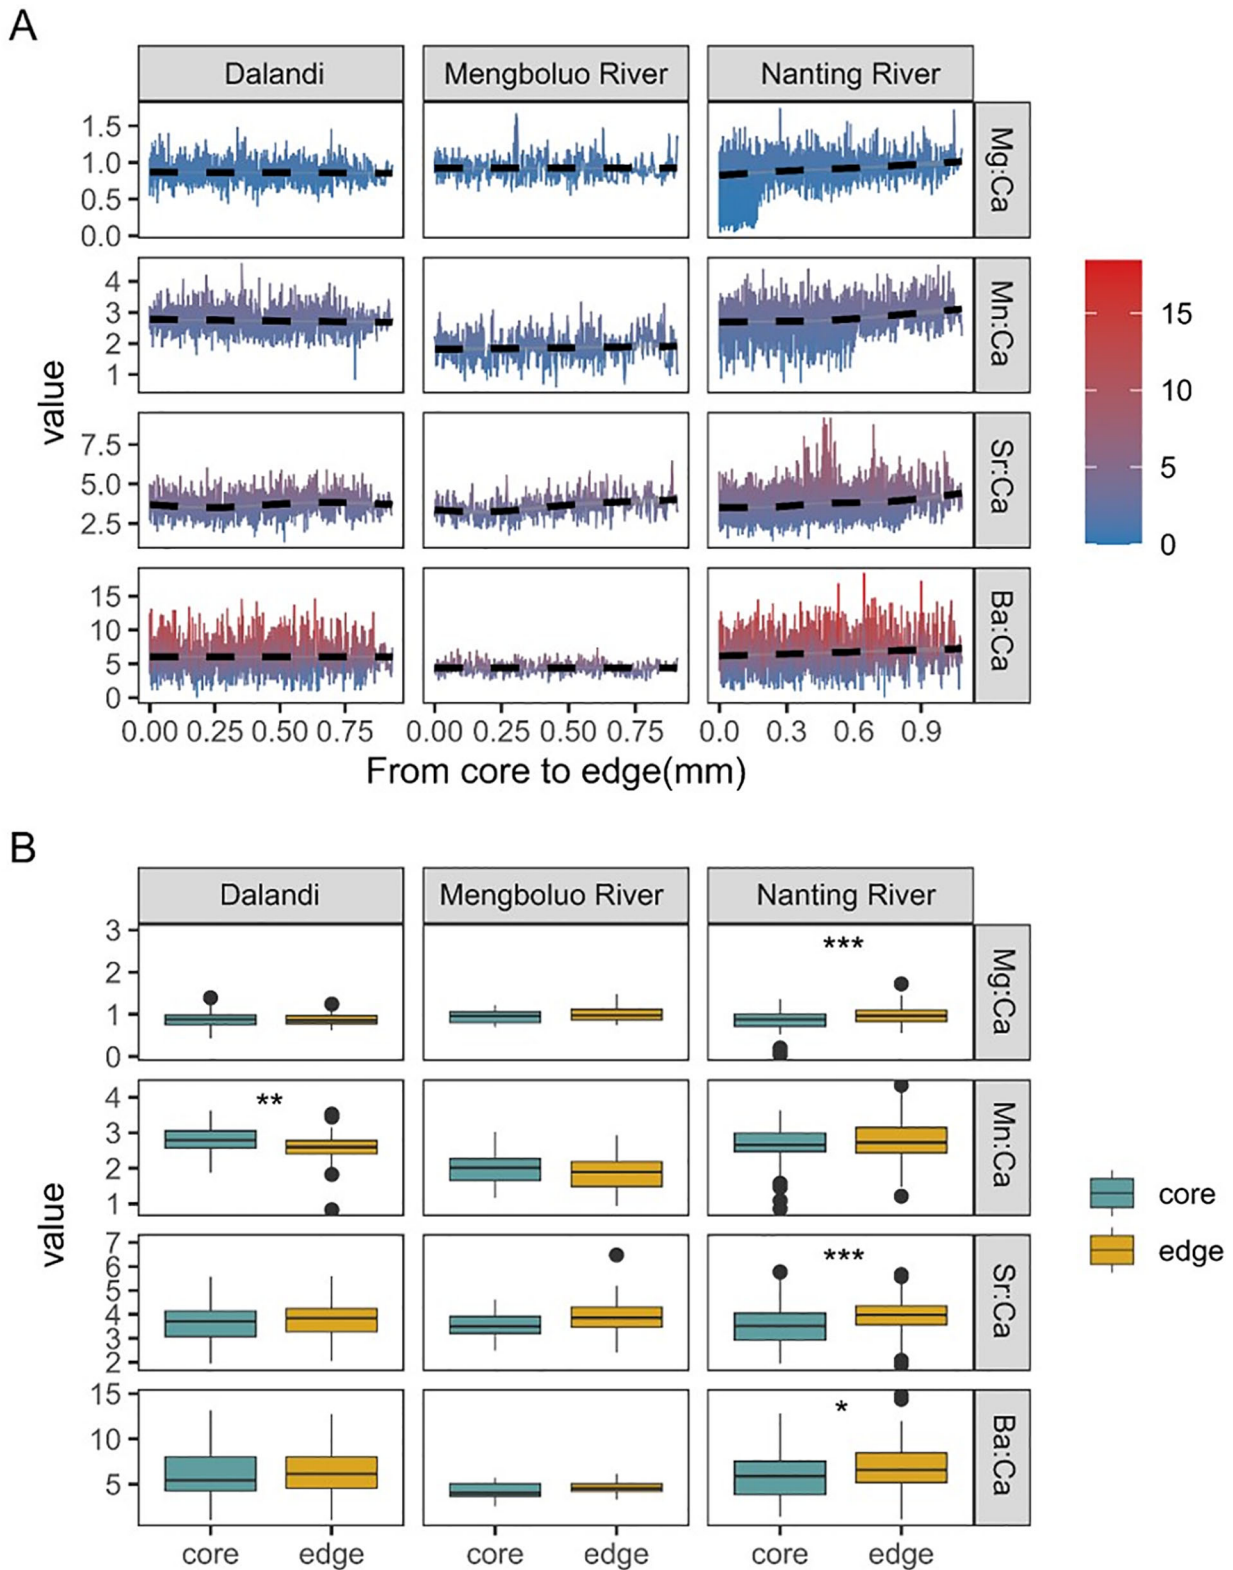 A
Dalandi Mengboluo River Nanting River
1.5
1.0
0.5
0.0
Mg:Ca
4
3
2
1
Mn:Ca
7.5
5.0
2.5
Sr:Ca
15
10
5
0
Ba:Ca
value
0.00 0.25 0.50 0.75 0.00 0.25 0.50 0.75 0.0 0.3 0.6 0.9
From core to edge(mm)
15
10
5
0
B
Dalandi Mengboluo River Nanting River
3
2
1
0
***
Mg:Ca
4
3
2
1
**
Mn:Ca
7
6
5
4
3
2
***
Sr:Ca
15
10
5
*
Ba:Ca
value
core edge core edge core edge
core
edge